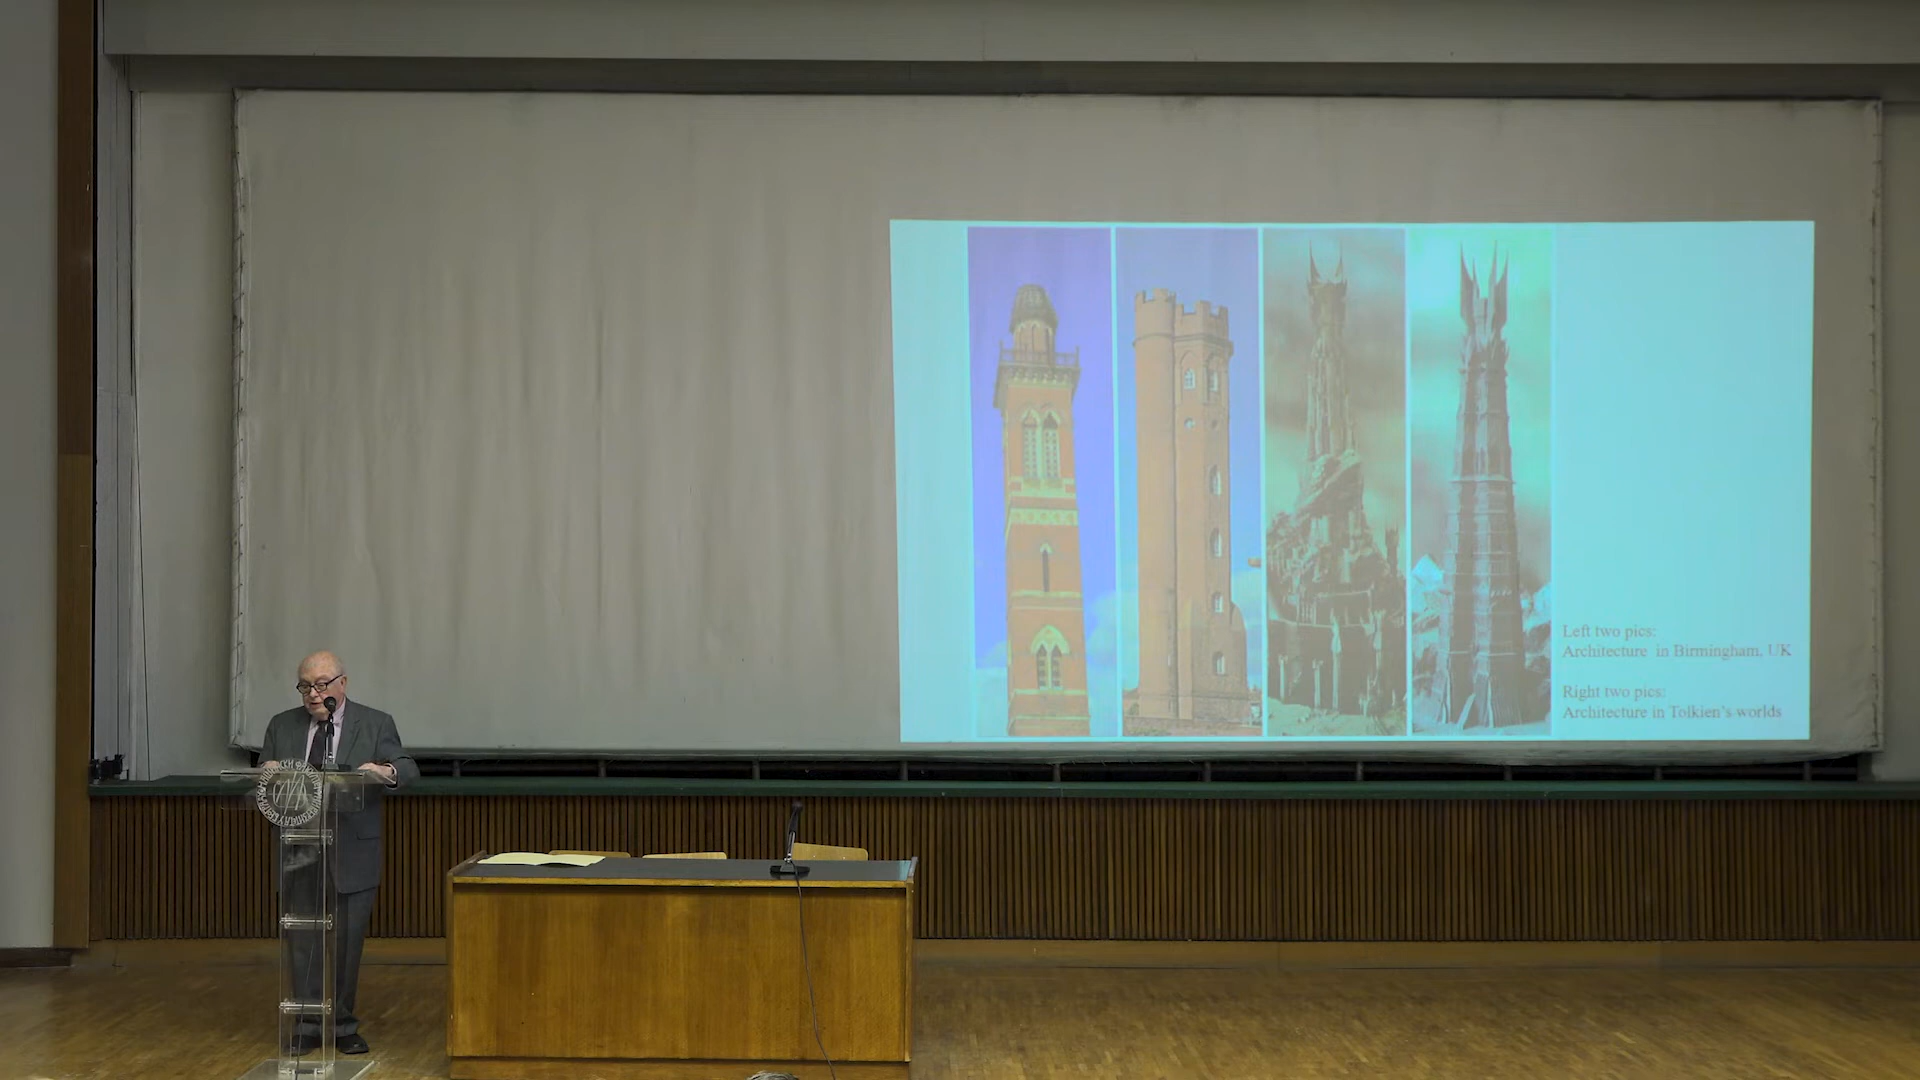 Left two pics:
Architecture in Birmingham, UK
Right two pics:
Architecture in Tolkien's worlds